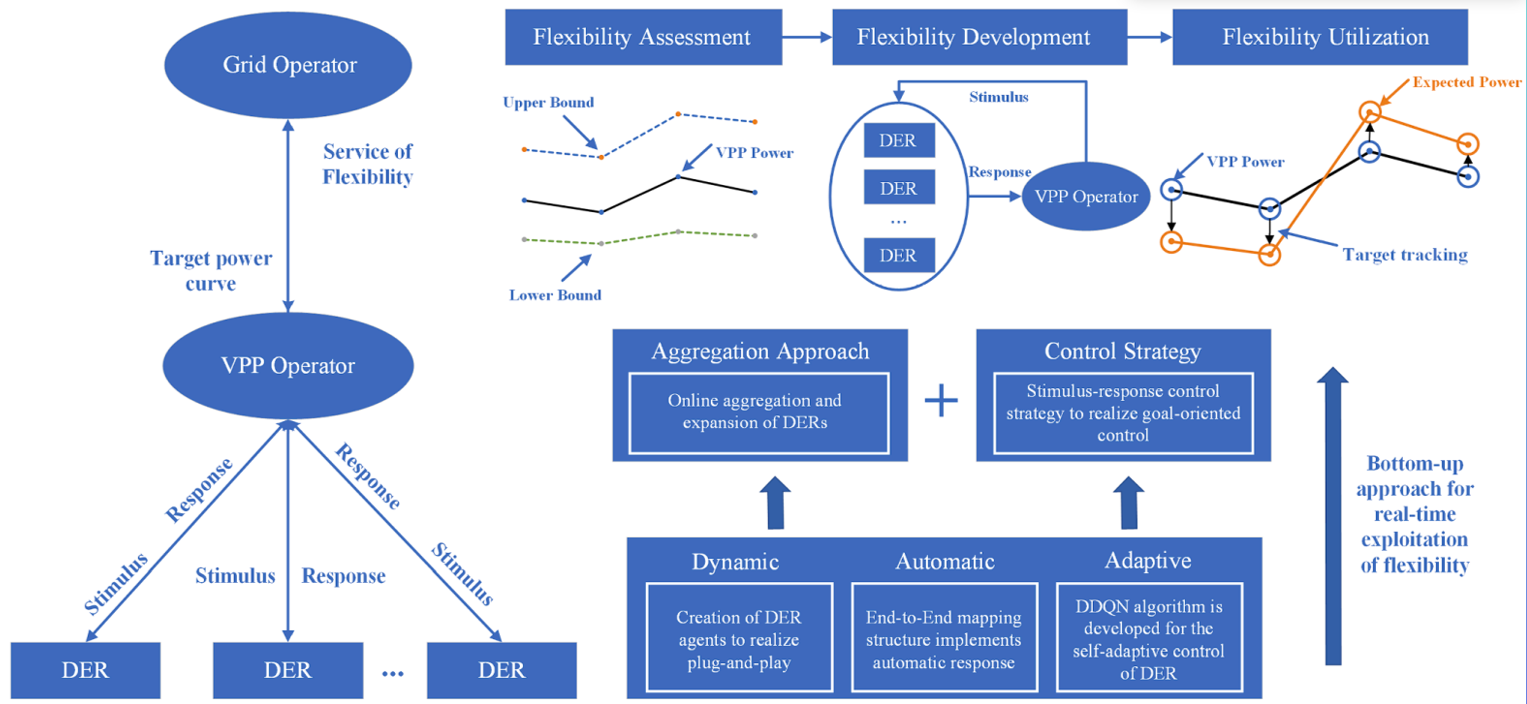 Grid Operator
Service of
Flexibility
Target power
curve
VPP Operator
Response
Stimulus
Stimulus
Response
Response
Stimulus
DER
DER
...
DER
Flexibility Assessment
Flexibility Development
Flexibility Utilization
Upper Bound
VPP Power
Lower Bound
Stimulus
DER
DER
...
DER
Response
VPP Operator
Expected Power
VPP Power
Target tracking
Aggregation Approach
Online aggregation and
expansion of DERs
+
Control Strategy
Stimulus-response control
strategy to realize goal-oriented
control
Dynamic
Creation of DER
agents to realize
plug-and-play
Automatic
End-to-End mapping
structure implements
automatic response
Adaptive
DDQN algorithm is
developed for the
self-adaptive control
of DER
Bottom-up
approach for
real-time
exploitation
of flexibility